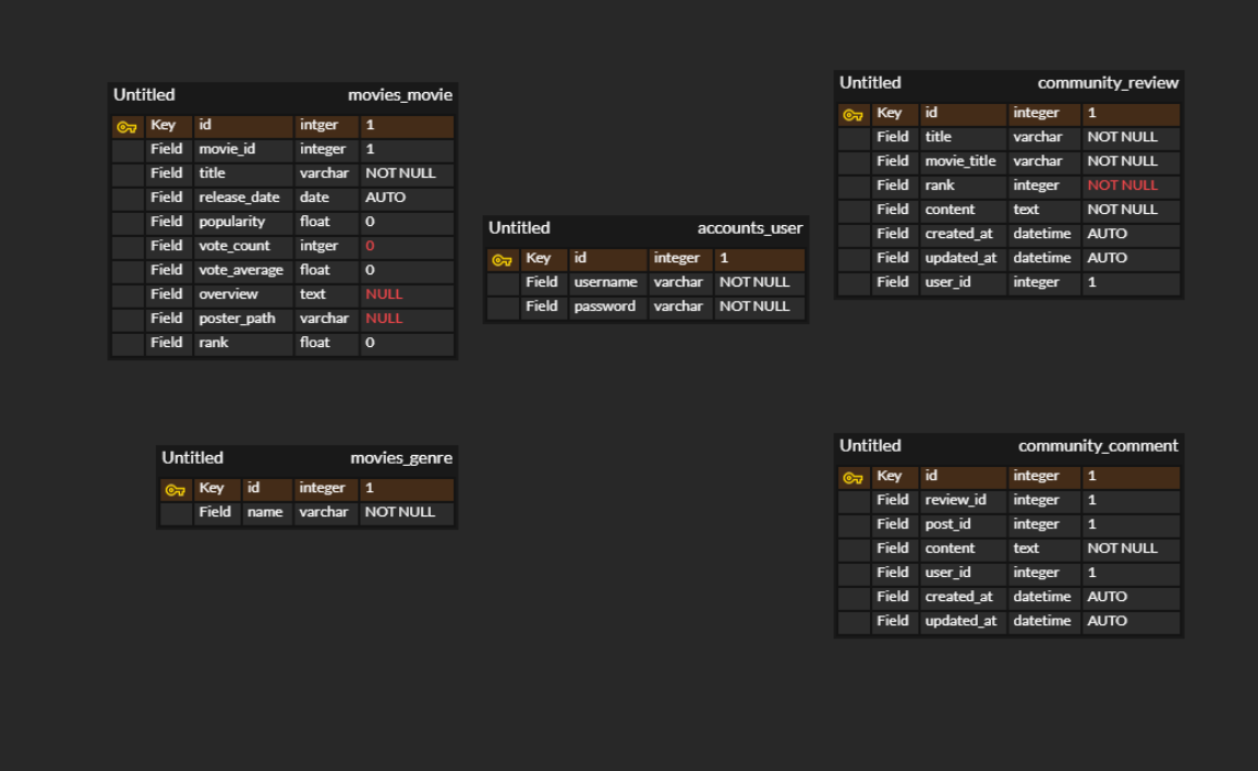 Untitled movies_movie
Key id intger 1
Field movie_id integer 1
Field title varchar NOT NULL
Field release_date date AUTO
Field popularity float 0
Field vote_count intger 0
Field vote_average float 0
Field overview text NULL
Field poster_path varchar NULL
Field rank float 0
Untitled movies_genre
Key id integer 1
Field name varchar NOT NULL
Untitled accounts_user
Key id integer 1
Field username varchar NOT NULL
Field password varchar NOT NULL
Untitled community_review
Key id integer 1
Field title varchar NOT NULL
Field movie_title varchar NOT NULL
Field rank integer NOT NULL
Field content text NOT NULL
Field created_at datetime AUTO
Field updated_at datetime AUTO
Field user_id integer 1
Untitled community_comment
Key id integer 1
Field review_id integer 1
Field post_id integer 1
Field content text NOT NULL
Field user_id integer 1
Field created_at datetime AUTO
Field updated_at datetime AUTO